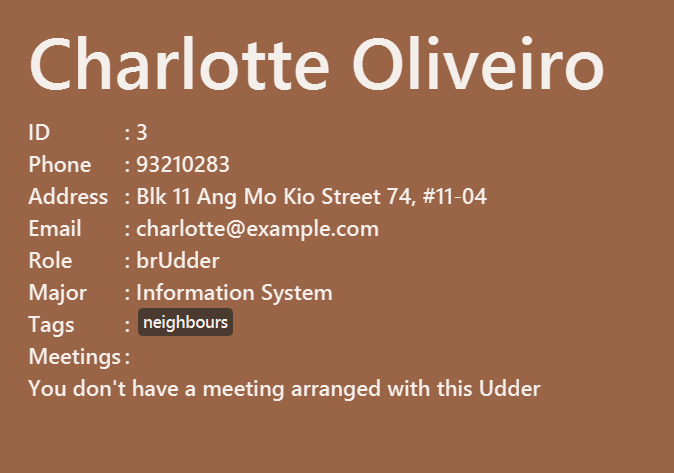 Charlotte Oliveiro
ID : 3
Phone : 93210283
Address : Blk 11 Ang Mo Kio Street 74, #11-04
Email : charlotte@example.com
Role : brUdder
Major : Information System
Tags : neighbours
Meetings :
You don't have a meeting arranged with this Udder